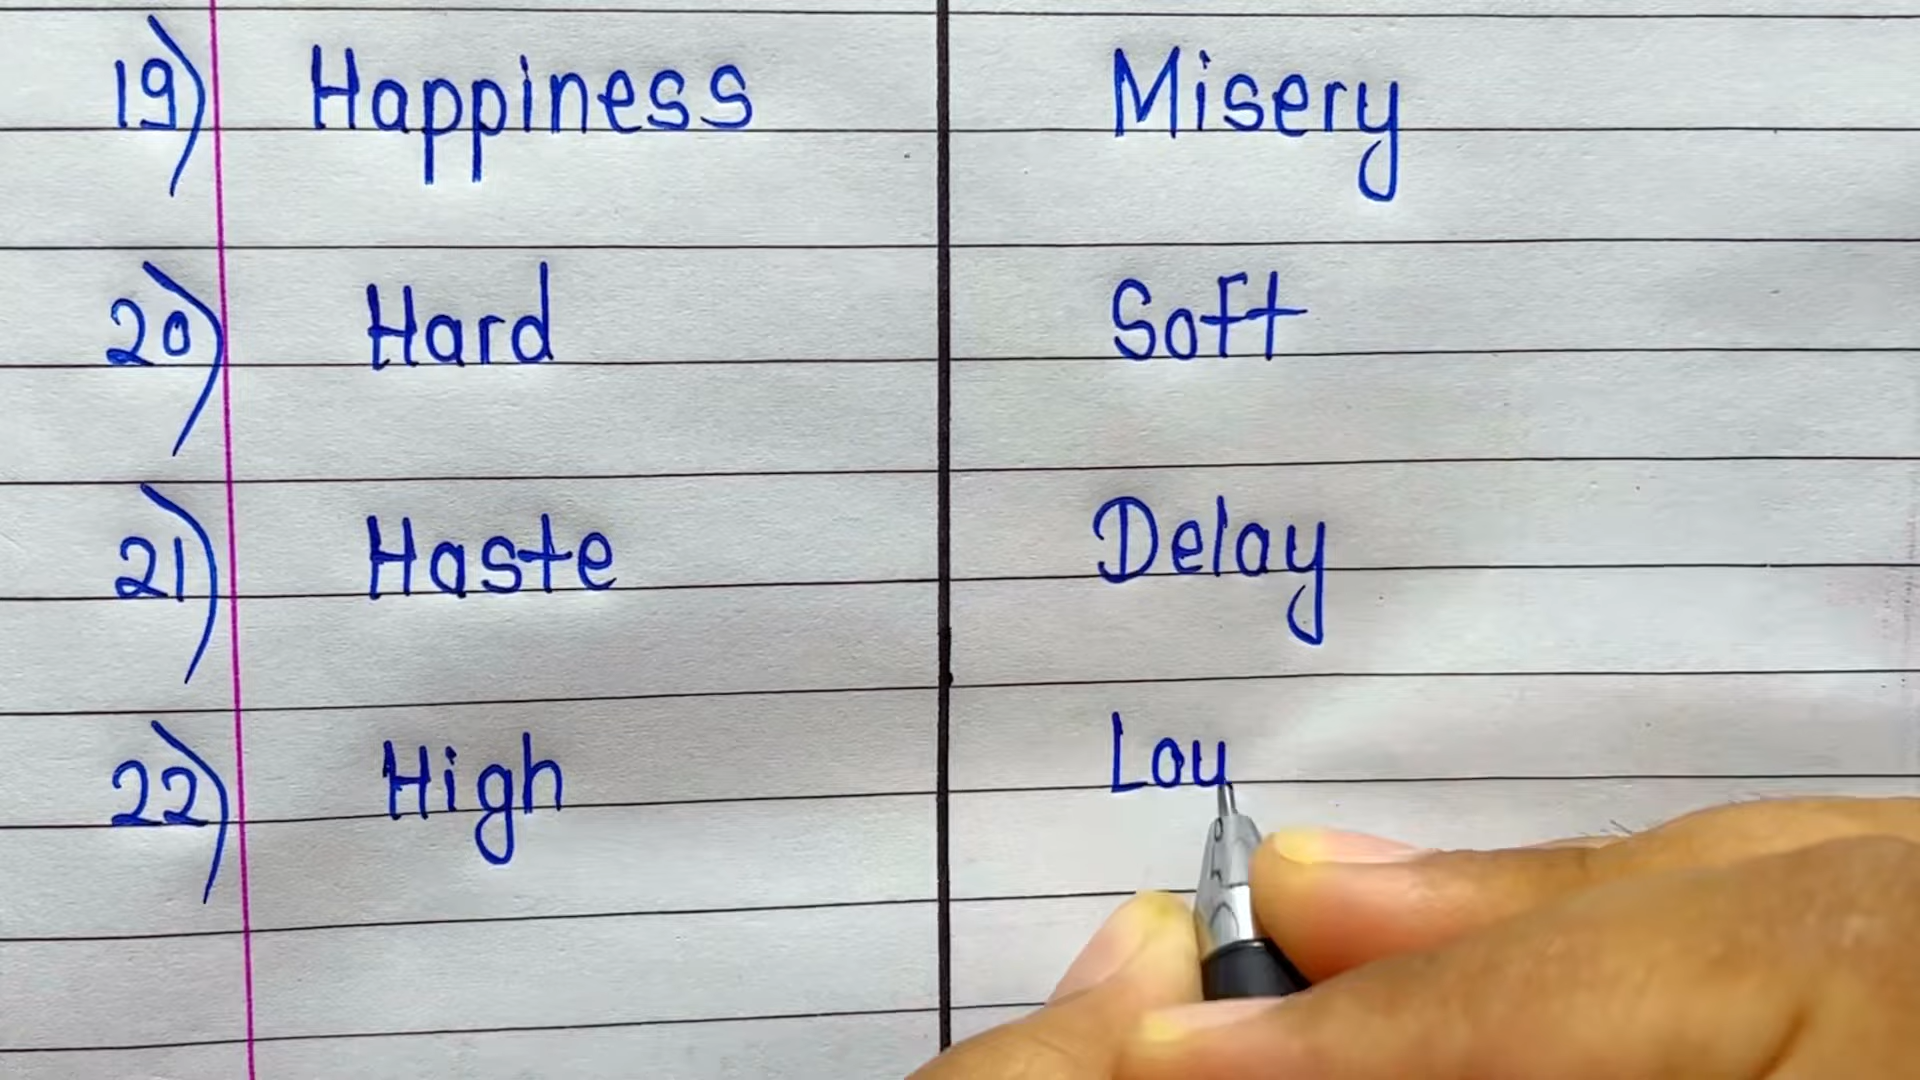 19) Happiness Misery
20) Hard Soft
21) Haste Delay
22) High Lou